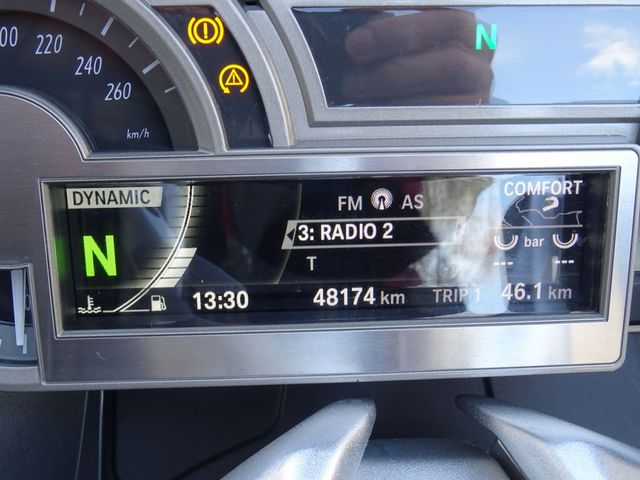 200 220 240 260
km/h
N
DYNAMIC
N
FM AS
3: RADIO 2
T
COMFORT
bar
--- ---
13:30 48174 km TRIP 1 46.1 km